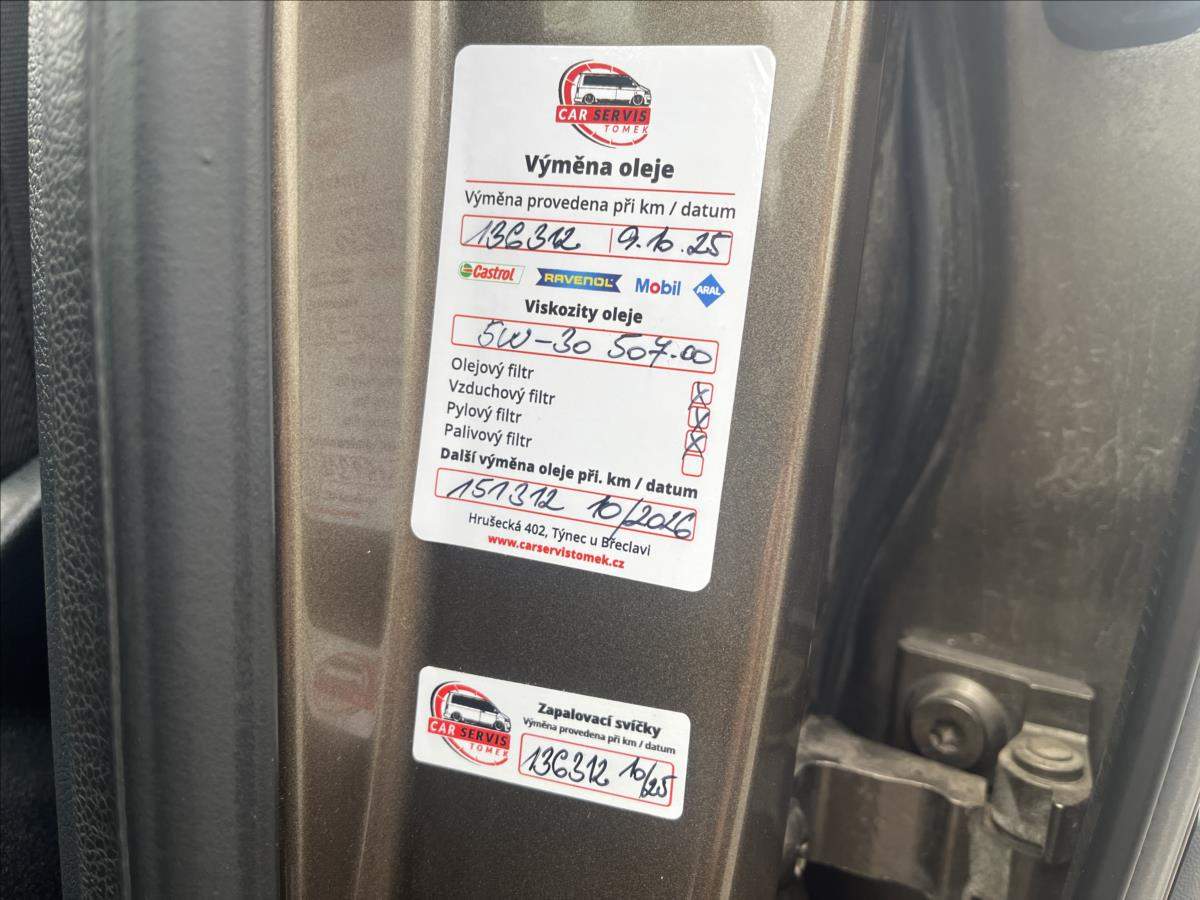 CAR SERVIS
TOMEK
Výměna oleje
Výměna provedena při km / datum
136312 9.10.25
Castrol RAVENOL Mobil ARAL
Viskozity oleje
5W-30 507.00
Olejový filtr X
Vzduchový filtr X
Pylový filtr X
Palivový filtr
Další výměna oleje při. km / datum
151312 10/2026
Hrušecká 402, Týnec u Břeclavi
www.carservistomek.cz
CAR SERVIS
TOMEK
Zapalovací svíčky
Výměna provedena při km / datum
136312 10/25